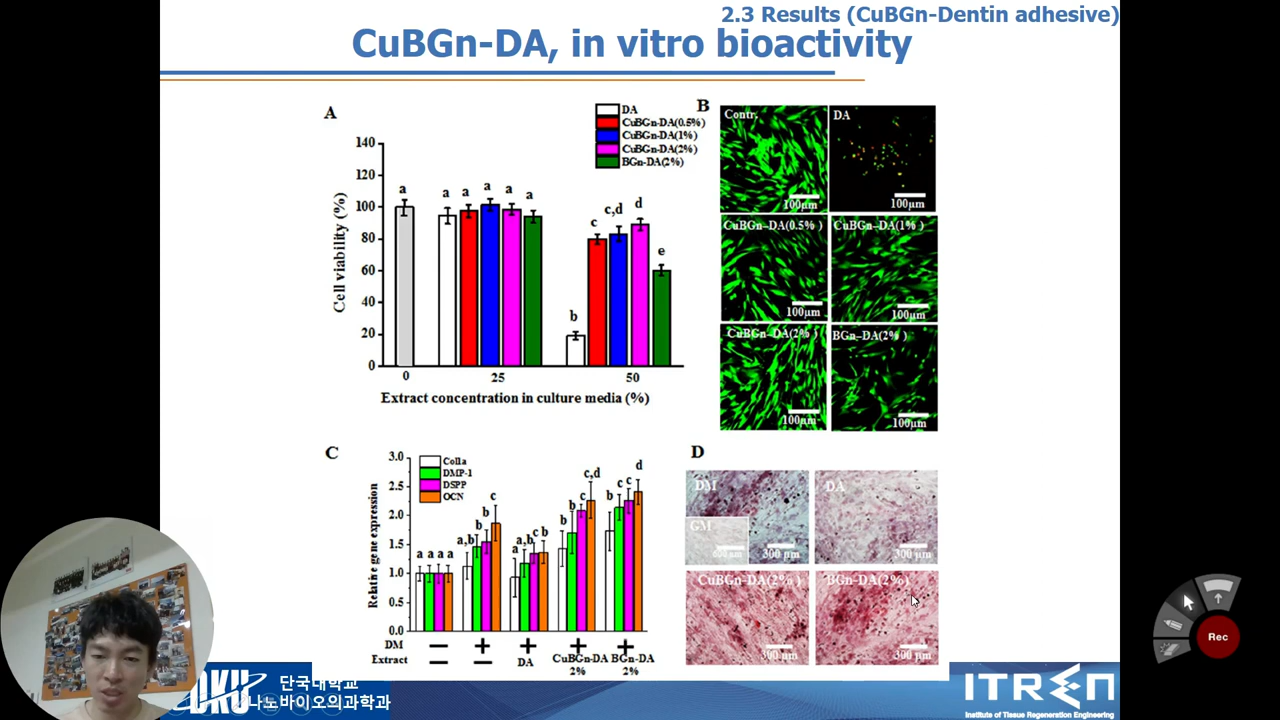 2.3 Results (CuBGn-Dentin adhesive)
CuBGn-DA, in vitro bioactivity
A
DA
CuBGn-DA(0.5%)
CuBGn-DA(1%)
CuBGn-DA(2%)
BGn-DA(2%)
140
120
100
80
60
40
20
0
Cell viability (%)
a
a a a a a
b c c,d d e
0 25 50
Extract concentration in culture media (%)
B
Contr.
100µm
DA
100µm
CuBGn-DA(0.5% )
100µm
CuBGn-DA(1% )
100µm
CuBGn-DA(2% )
100µm
BGn-DA(2% )
100µm
C
Col1a
DMP-1
DSPP
OCN
3.0
2.5
2.0
1.5
1.0
0.5
0.0
Relative gene expression
a a a a
a,b b b c
a a,b c b
b b c c,d
b c c d
DM — + + + +
Extract — — DA CuBGn-DA 2% BGn-DA 2%
D
DM
GM
300 µm
DA
300 µm
CuBGn-DA(2% )
300 µm
BGn-DA(2%)
300 µm
DKU
단국대학교
나노바이오의과학과
ITREN
Institute of Tissue Regeneration Engineering
Rec